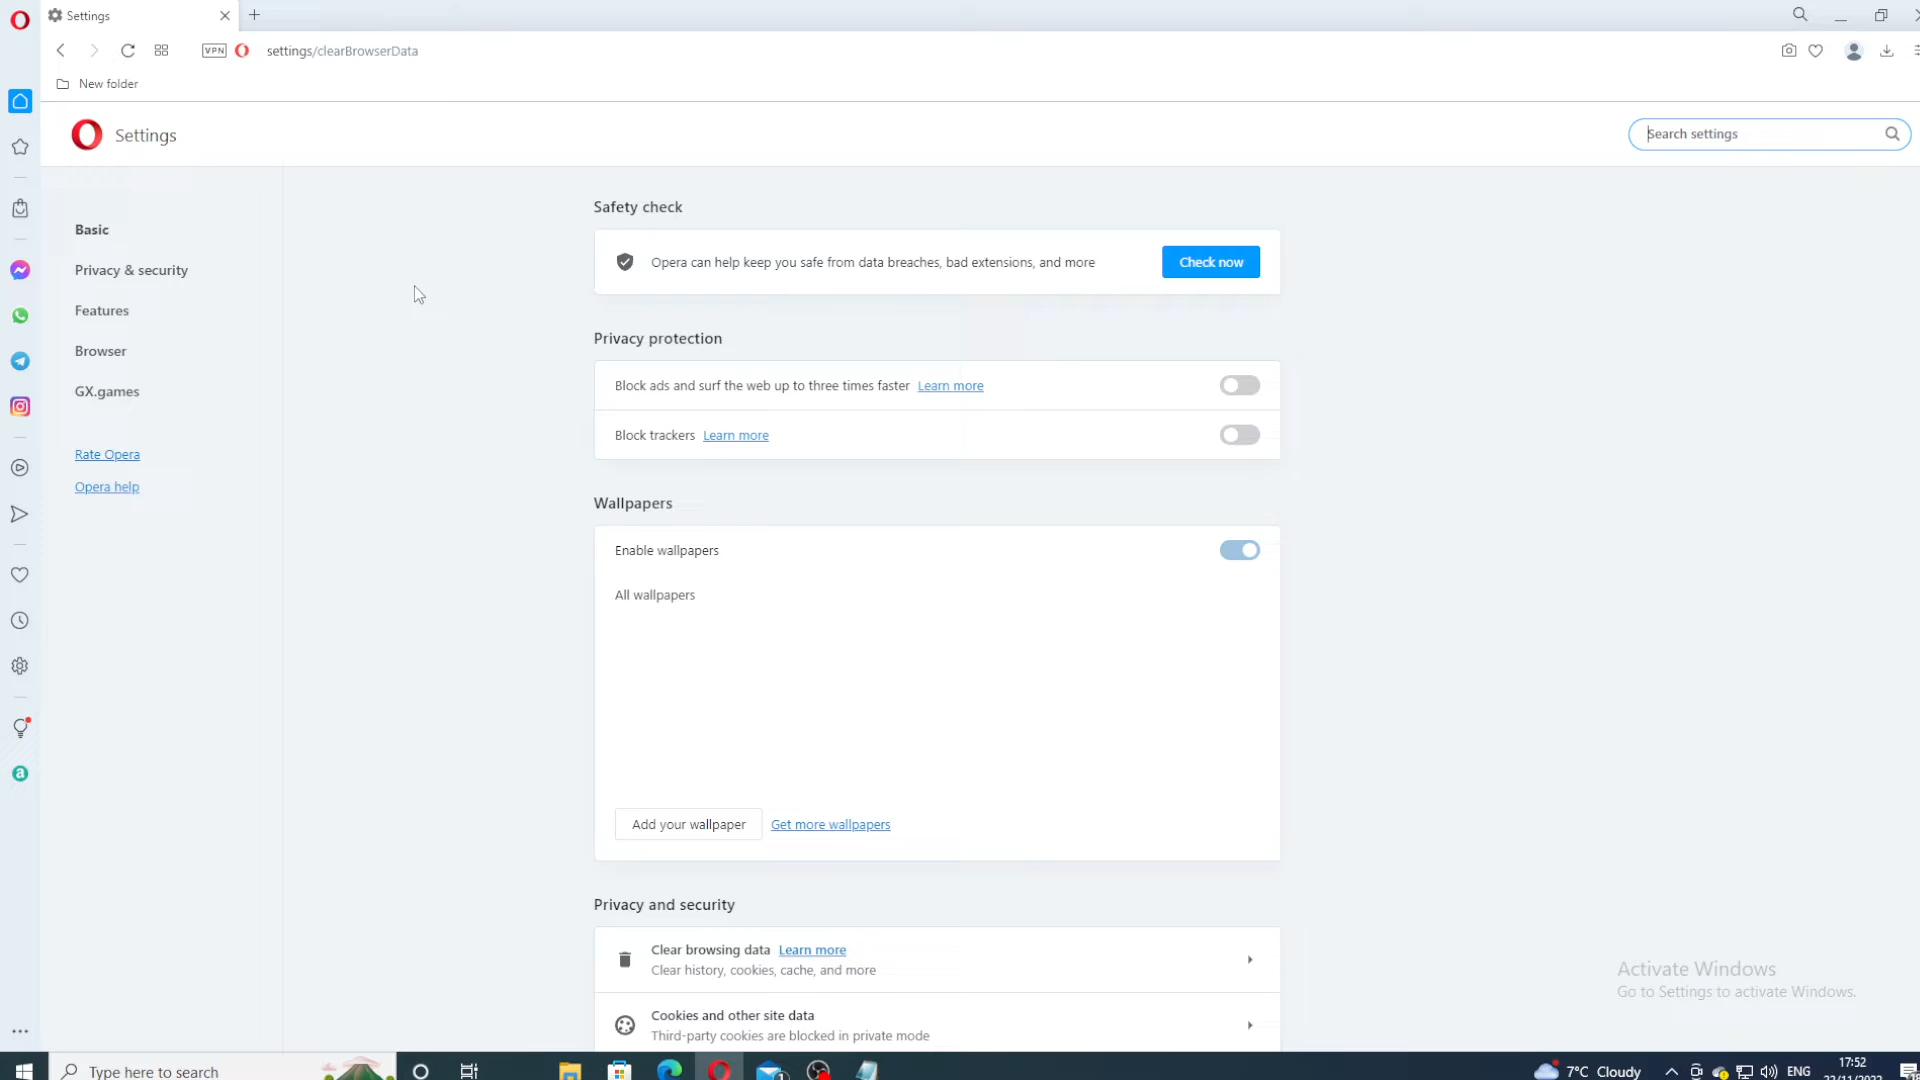 Settings
VPN
settings/clearBrowserData
New folder
Settings
Search settings
Basic
Privacy & security
Features
Browser
GX.games
Rate Opera
Opera help
Safety check
Opera can help keep you safe from data breaches, bad extensions, and more
Check now
Privacy protection
Block ads and surf the web up to three times faster Learn more
Block trackers Learn more
Wallpapers
Enable wallpapers
All wallpapers
Add your wallpaper
Get more wallpapers
Privacy and security
Clear browsing data Learn more
Clear history, cookies, cache, and more
Cookies and other site data
Third-party cookies are blocked in private mode
Activate Windows
Go to Settings to activate Windows.
Type here to search
7°C Cloudy
ENG
17:52